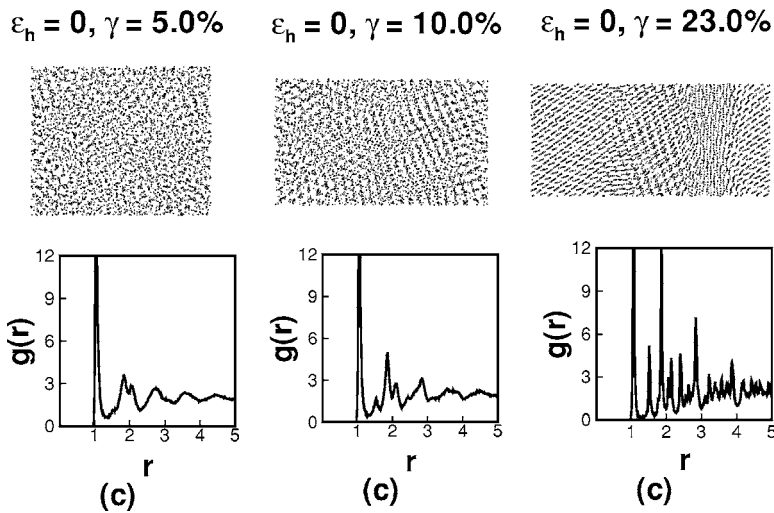 ε_h = 0, γ = 5.0% ε_h = 0, γ = 10.0% ε_h = 0, γ = 23.0%
12 12 12
9 9 9
g(r) g(r) g(r)
6 6 6
3 3 3
0 0 0
1 2 3 4 5 1 2 3 4 5 1 2 3 4 5
r r r
(c) (c) (c)